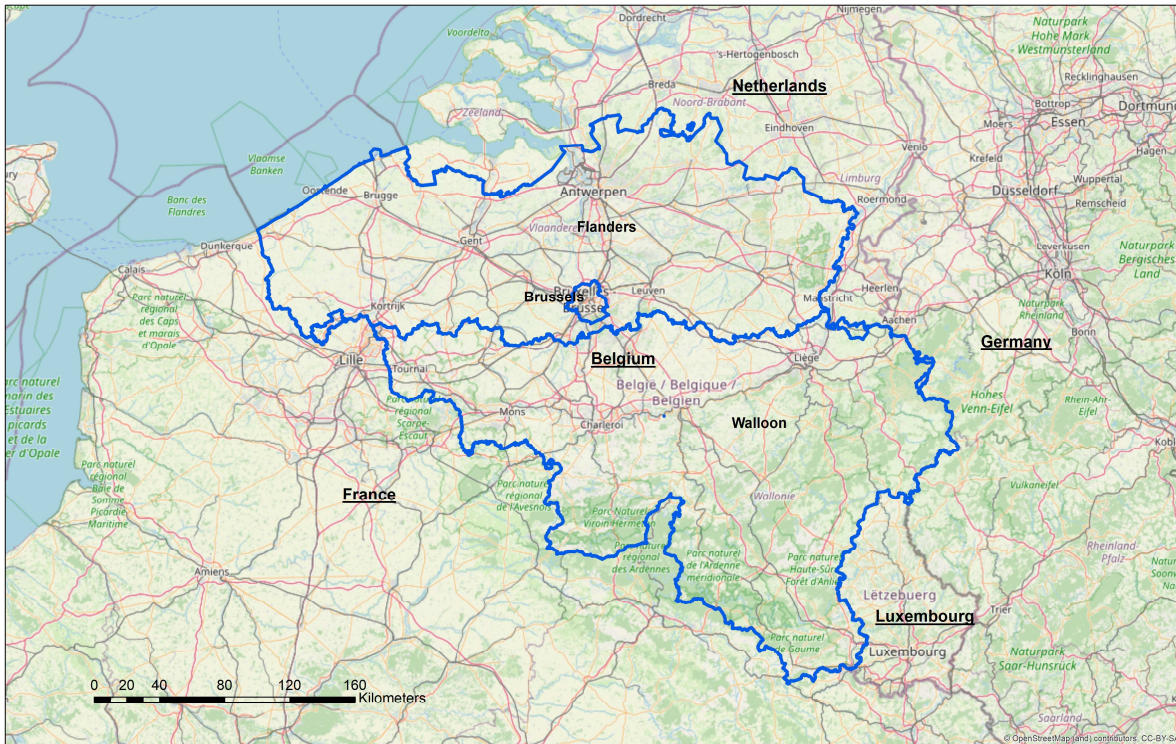 Dordrecht
Nijmegen
Naturpark
Hohe Mark
Westmünsterland
Voordelta
's-Hertogenbosch
Recklinghausen
Breda
Netherlands
Noord-Brabant
Bottrop
Dortmund
Essen
Zeeland
Moers
Eindhoven
Venlo
Krefeld
Hagen
Vlaamse
Banken
Wuppertal
Düsseldorf
Remscheid
Limburg
Roermond
Oostende
Brugge
Antwerpen
Banc des
Flandres
Flanders
Vlaandere
Gent
Dunkerque
Leverkusen
Naturpark
Bergisches
Land
Calais
Köln
Heerlen
Maastricht
Parc naturel
régional
des Caps
et marais
d'Opale
Brussels
Bruxelles
Brussel
Leuven
Kortrijk
Aachen
Naturpark
Rheinland
Bonn
Lille
Tournai
Belgium
Liège
Germany
België / Belgique /
Belgien
arc naturel
marin des
Estuaires
picards
et de la
er d'Opale
Parc naturel
régional
Scarpe-
Escaut
Mons
Charleroi
Walloon
Hohes
Venn-Eifel
Rhein-Ahr-
Eifel
Kobl
Parc naturel
régional
Baie de
Somme
Picardie
Maritime
France
Parc naturel
régional
de l'Avesnois
Wallonie
Vulkaneifel
Parc Naturel
Viroin Hermeton
Parc naturel
régional
des Ardennes
Parc naturel
de l'Ardenne
méridionale
Parc naturel
Haute-Sûre
Forêt d'Anlier
Rheinland-
Pfalz
Amiens
Lëtzebuerg
Luxembourg
Trier
Parc naturel
de Gaume
Luxembourg
Naturpark
Saar-Hunsrück
0 20 40 80 120 160
Kilometers
Saarland
© OpenStreetMap (and) contributors, CC-BY-S